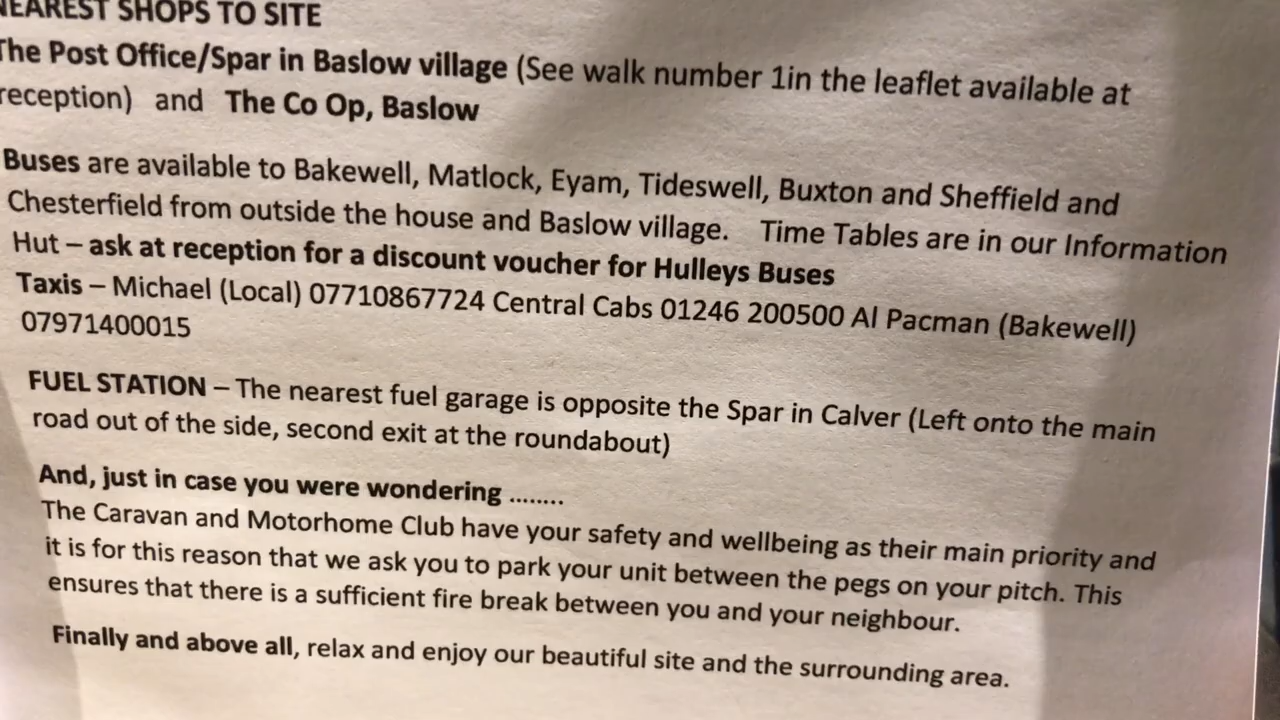 NEAREST SHOPS TO SITE
The Post Office/Spar in Baslow village (See walk number 1in the leaflet available at
reception) and The Co Op, Baslow
Buses are available to Bakewell, Matlock, Eyam, Tideswell, Buxton and Sheffield and
Chesterfield from outside the house and Baslow village. Time Tables are in our Information
Hut – ask at reception for a discount voucher for Hulleys Buses
Taxis – Michael (Local) 07710867724 Central Cabs 01246 200500 Al Pacman (Bakewell)
07971400015
FUEL STATION – The nearest fuel garage is opposite the Spar in Calver (Left onto the main
road out of the side, second exit at the roundabout)
And, just in case you were wondering ........
The Caravan and Motorhome Club have your safety and wellbeing as their main priority and
it is for this reason that we ask you to park your unit between the pegs on your pitch. This
ensures that there is a sufficient fire break between you and your neighbour.
Finally and above all, relax and enjoy our beautiful site and the surrounding area.